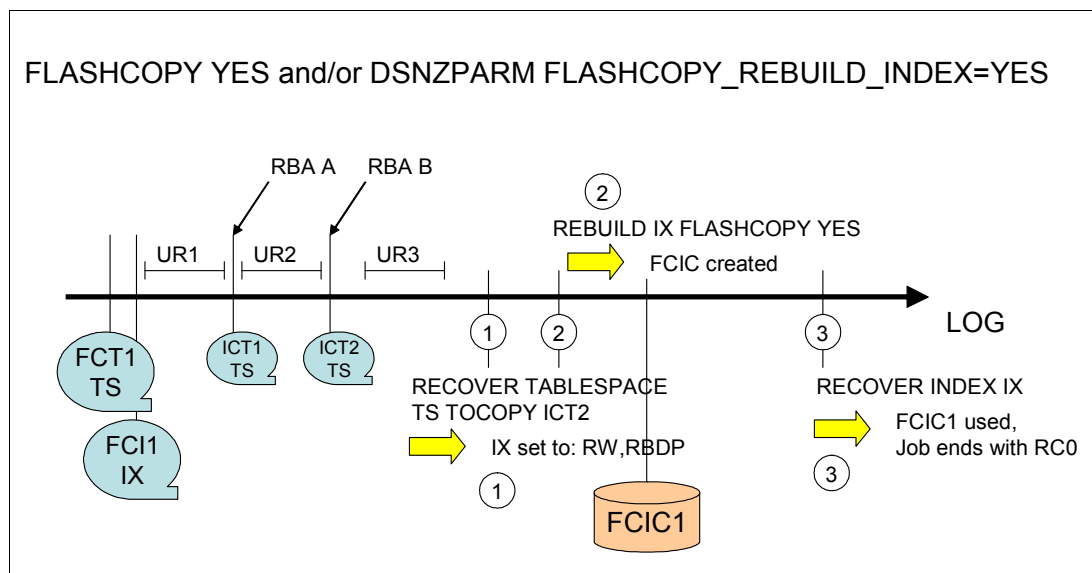 FLASHCOPY YES and/or DSNZPARM FLASHCOPY_REBUILD_INDEX=YES
RBA A
RBA B
2
REBUILD IX FLASHCOPY YES
FCIC created
UR1
UR2
UR3
LOG
1
2
3
FCT1
TS
ICT1
TS
ICT2
TS
FCI1
IX
RECOVER TABLESPACE
TS TOCOPY ICT2
IX set to: RW,RBDP
1
RECOVER INDEX IX
FCIC1 used,
Job ends with RC0
3
FCIC1